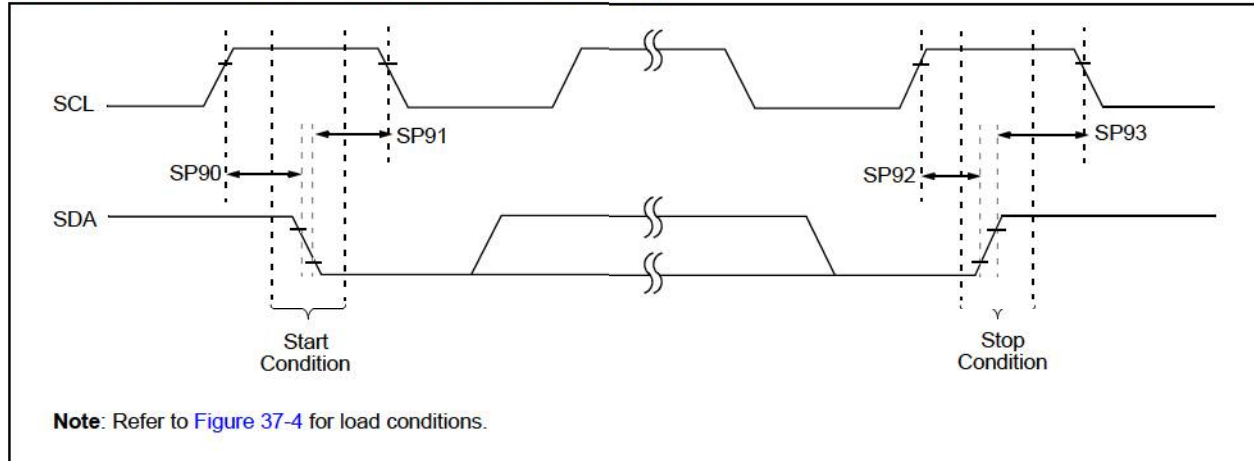 SCL
SP91
SP93
SP90
SP92
SDA
Start
Condition
Stop
Condition
Note: Refer to Figure 37-4 for load conditions.